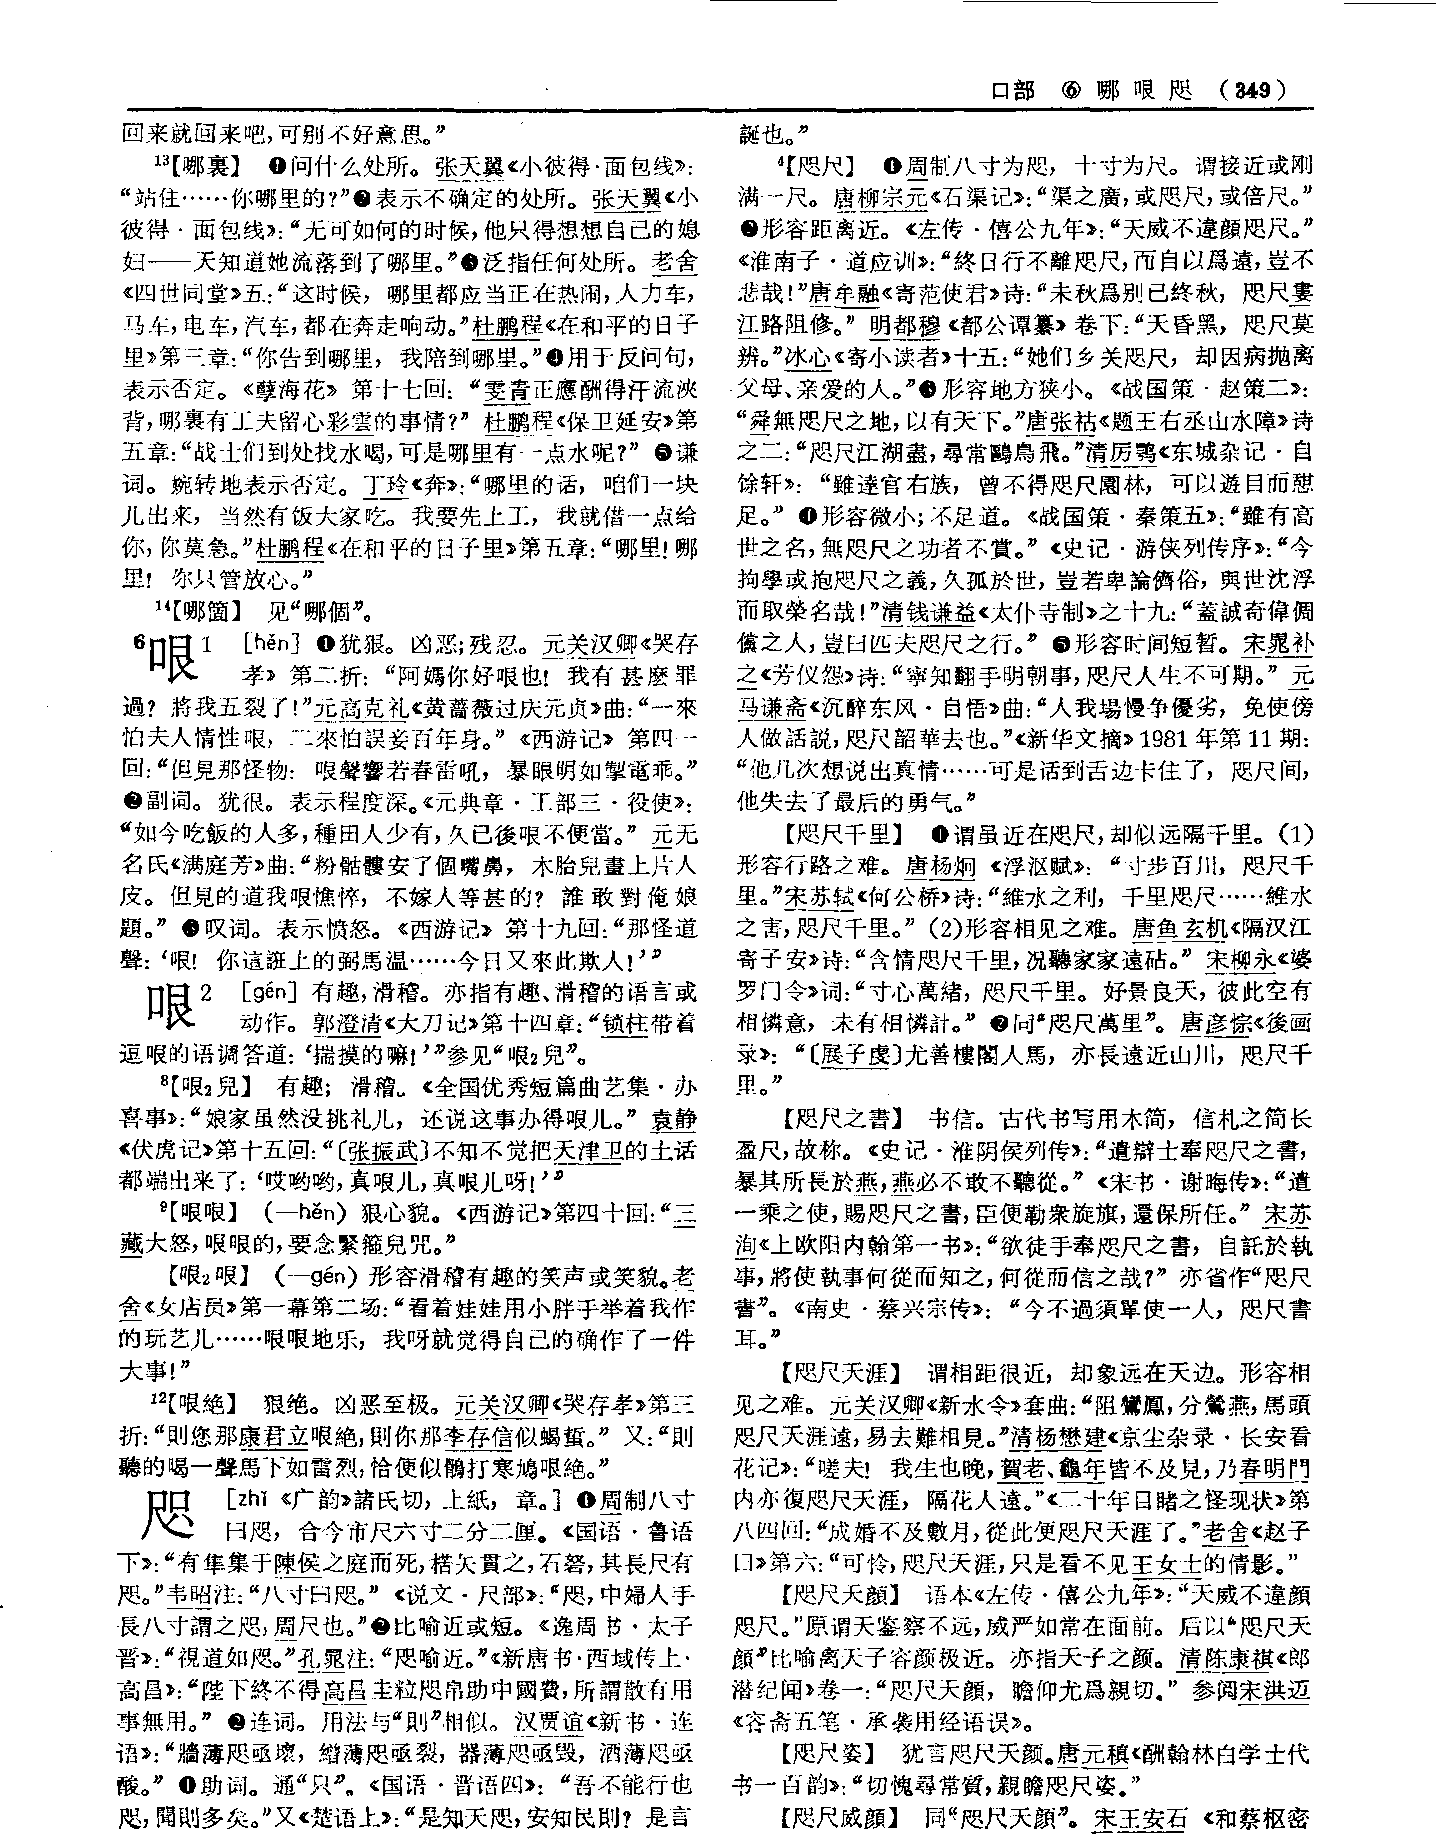 口部 ⑥ 哪哏咫 (349)
回来就回来吧，可别不好意思。”
¹³【哪裏】 ❶问什么处所。张天翼《小彼得·面包线》：
“站住……你哪里的？”❷表示不确定的处所。张天翼《小
彼得·面包线》：“无可如何的时候，他只得想想自己的媳
妇——天知道她流落到了哪里。”❸泛指任何处所。老舍
《四世同堂》五：“这时候，哪里都应当正在热闹，人力车，
马车，电车，汽车，都在奔走响动。”杜鹏程《在和平的日子
里》第三章：“你告到哪里，我陪到哪里。”❹用于反问句，
表示否定。《孽海花》第十七回：“雯青正應酬得汗流浹
背，哪裏有工夫留心彩雲的事情？”杜鹏程《保卫延安》第
五章：“战士们到处找水喝，可是哪里有一点水呢？”❺谦
词。婉转地表示否定。丁玲《奔》：“哪里的话，咱们一块
儿出来，当然有饭大家吃。我要先上工，我就借一点给
你，你莫急。”杜鹏程《在和平的日子里》第五章：“哪里！哪
里！你只管放心。”
¹⁴【哪箇】 见“哪個”。
⁶哏1 [hěn] ❶犹狠。凶恶；残忍。元关汉卿《哭存
孝》第二折：“阿媽你好哏也！我有甚麽罪
過？將我五裂了！”元高克礼《黄蔷薇过庆元贞》曲：“一來
怕夫人情性哏，二來怕誤妾百年身。”《西游记》第四一
回：“但見那怪物：哏聲響若春雷吼，暴眼明如掣電乖。”
❷副词。犹很。表示程度深。《元典章·工部三·役使》：
“如今吃飯的人多，種田人少有，久已後哏不便當。”元无
名氏《满庭芳》曲：“粉骷髏安了個嘴鼻，木胎兒畫上片人
皮。但見的道我哏憔悴，不嫁人等甚的？誰敢對俺娘
題。”❸叹词。表示愤怒。《西游记》第十九回：“那怪道
聲：‘哏！你這誑上的弼馬温……今日又來此欺人！’”
哏2 [gén] 有趣，滑稽。亦指有趣、滑稽的语言或
动作。郭澄清《大刀记》第十四章：“锁柱带着
逗哏的语调答道：‘揣摸的嘛！’”参见“哏₂兒”。
⁸【哏₂兒】 有趣；滑稽。《全国优秀短篇曲艺集·办
喜事》：“娘家虽然没挑礼儿，还说这事办得哏儿。”袁静
《伏虎记》第十五回：“〔张振武〕不知不觉把天津卫的土话
都端出来了：‘哎哟哟，真哏儿，真哏儿呀！’”
⁹【哏哏】 (—hěn) 狠心貌。《西游记》第四十回：“三
藏大怒，哏哏的，要念緊箍兒咒。”
【哏₂哏】 (—gén) 形容滑稽有趣的笑声或笑貌。老
舍《女店员》第一幕第二场：“看着娃娃用小胖手举着我作
的玩艺儿……哏哏地乐，我呀就觉得自己的确作了一件
大事！”
¹²【哏絶】 狠绝。凶恶至极。元关汉卿《哭存孝》第三
折：“則您那康君立哏絶，則你那李存信似蝎蜇。”又：“則
聽的喝一聲馬下如雷烈，恰便似鶻打寒鳩哏絶。”
咫 [zhǐ《广韵》諸氏切，上紙，章。] ❶周制八寸
曰咫，合今市尺六寸二分二厘。《国语·鲁语
下》：“有隼集于陳侯之庭而死，楛矢貫之，石砮，其長尺有
咫。”韦昭注：“八寸曰咫。”《说文·尺部》：“咫，中婦人手
長八寸謂之咫，周尺也。”❷比喻近或短。《逸周书·太子
晋》：“視道如咫。”孔晁注：“咫喻近。”《新唐书·西域传上·
高昌》：“陛下終不得高昌圭粒咫帛助中國費，所謂散有用
事無用。”❸连词。用法与“則”相似。汉贾谊《新书·连
语》：“牆薄咫亟壞，繒薄咫亟裂，器薄咫亟毁，酒薄咫亟
酸。”❹助词。通“只”。《国语·晋语四》：“吾不能行也
咫，聞則多矣。”又《楚语上》：“是知天咫，安知民則？是言
誕也。”
⁴【咫尺】 ❶周制八寸为咫，十寸为尺。谓接近或刚
满一尺。唐柳宗元《石渠记》：“渠之廣，或咫尺，或倍尺。”
❷形容距离近。《左传·僖公九年》：“天威不違顔咫尺。”
《淮南子·道应训》：“終日行不離咫尺，而自以爲遠，豈不
悲哉！”唐牟融《寄范使君》诗：“未秋爲别已終秋，咫尺婁
江路阻修。”明都穆《都公谭纂》卷下：“天昏黑，咫尺莫
辨。”冰心《寄小读者》十五：“她们乡关咫尺，却因病抛离
父母、亲爱的人。”❸形容地方狭小。《战国策·赵策二》：
“舜無咫尺之地，以有天下。”唐张祜《题王右丞山水障》诗
之二：“咫尺江湖盡，尋常鷗鳥飛。”清厉鹗《东城杂记·自
馀轩》：“雖達官右族，曾不得咫尺園林，可以遊目而憇
足。”❹形容微小；不足道。《战国策·秦策五》：“雖有高
世之名，無咫尺之功者不賞。”《史记·游侠列传序》：“今
拘學或抱咫尺之義，久孤於世，豈若卑論儕俗，與世沈浮
而取榮名哉！”清钱谦益《太仆寺制》之十九：“蓋誠奇偉倜
儻之人，豈曰匹夫咫尺之行。”❺形容时间短暂。宋晁补
之《芳仪怨》诗：“寧知翻手明朝事，咫尺人生不可期。”元
马谦斋《沉醉东风·自悟》曲：“人我場慢争優劣，免使傍
人做話説，咫尺韶華去也。”《新华文摘》1981年第11期：
“他几次想说出真情……可是话到舌边卡住了，咫尺间，
他失去了最后的勇气。”
【咫尺千里】 ❶谓虽近在咫尺，却似远隔千里。(1)
形容行路之难。唐杨炯《浮沤赋》：“寸步百川，咫尺千
里。”宋苏轼《何公桥》诗：“維水之利，千里咫尺……維水
之害，咫尺千里。”(2)形容相见之难。唐鱼玄机《隔汉江
寄子安》诗：“含情咫尺千里，况聽家家遠砧。”宋柳永《婆
罗门令》词：“寸心萬緒，咫尺千里。好景良天，彼此空有
相憐意，未有相憐計。”❷同“咫尺萬里”。唐彦悰《後画
录》：“〔展子虔〕尤善樓閣人馬，亦長遠近山川，咫尺千
里。”
【咫尺之書】 书信。古代书写用木简，信札之简长
盈尺，故称。《史记·淮阴侯列传》：“遣辯士奉咫尺之書，
暴其所長於燕，燕必不敢不聽從。”《宋书·谢晦传》：“遣
一乘之使，賜咫尺之書，臣便勒衆旋旗，還保所任。”宋苏
洵《上欧阳内翰第一书》：“欲徒手奉咫尺之書，自託於執
事，將使執事何從而知之，何從而信之哉？”亦省作“咫尺
書”。《南史·蔡兴宗传》：“今不過須單使一人，咫尺書
耳。”
【咫尺天涯】 谓相距很近，却象远在天边。形容相
见之难。元关汉卿《新水令》套曲：“阻鸞鳳，分鶯燕，馬頭
咫尺天涯遠，易去難相見。”清杨懋建《京尘杂录·长安看
花记》：“嗟夫！我生也晚，賀老、龜年皆不及見，乃春明門
内亦復咫尺天涯，隔花人遠。”《二十年目睹之怪现状》第
八四回：“成婚不及數月，從此便咫尺天涯了。”老舍《赵子
曰》第六：“可怜，咫尺天涯，只是看不见王女士的倩影。”
【咫尺天顔】 语本《左传·僖公九年》：“天威不違顔
咫尺。”原谓天鉴察不远，威严如常在面前。后以“咫尺天
顔”比喻离天子容颜极近。亦指天子之颜。清陈康祺《郎
潜纪闻》卷一：“咫尺天顔，瞻仰尤爲親切。”参阅宋洪迈
《容斋五笔·承袭用经语误》。
【咫尺姿】 犹言咫尺天颜。唐元稹《酬翰林白学士代
书一百韵》：“切愧尋常質，親瞻咫尺姿。”
【咫尺威顔】 同“咫尺天顔”。宋王安石《和蔡枢密